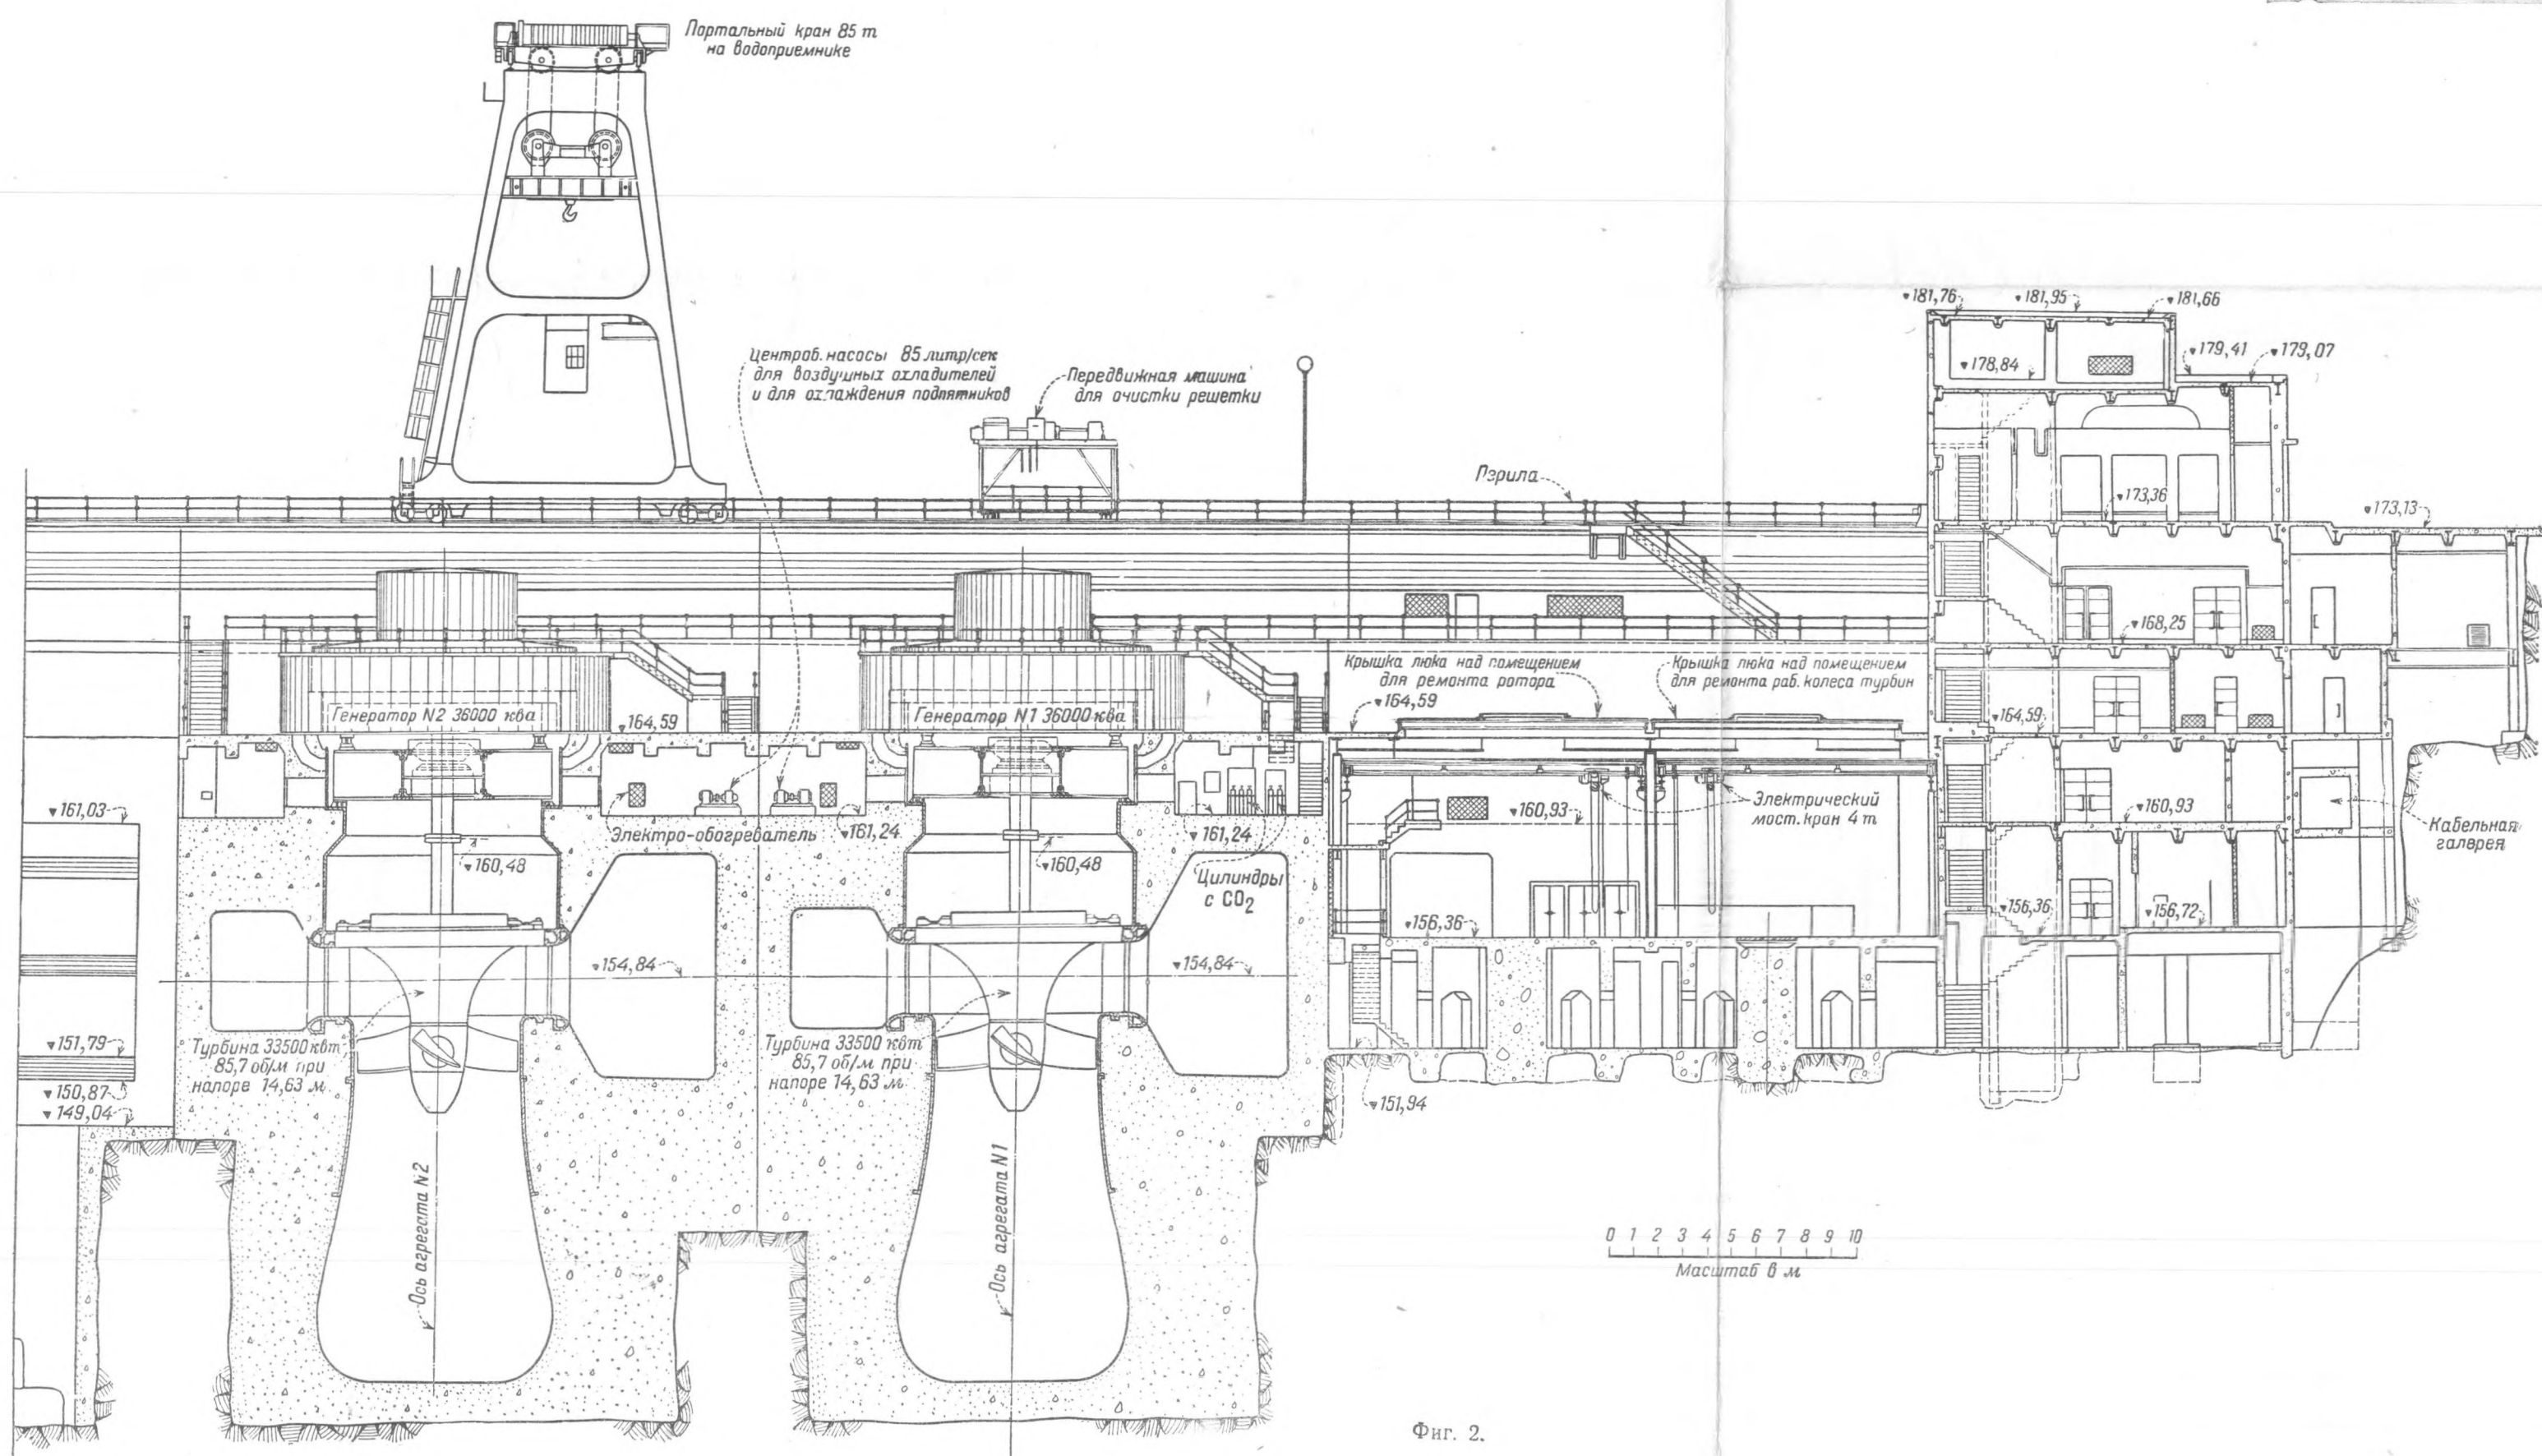 Портальный кран 85 т
на водоприемнике
▾181,76
▾181,95
▾181,66
▾179,41
▾179,07
▾178,84
Центроб. насосы 85 литр/сек
для воздушных охладителей
и для охлаждения подпятников
Передвижная машина
для очистки решетки
Пэрила
▾173,36
▾173,13
▾168,25
Крышка люка над помещением
для ремонта ротора
Крышка люка над помещением
для ремонта раб. колеса турбин
Генератор N2 36000 ква
▾164,59
Генератор N1 36000 ква
▾164,59
▾164,59
▾161,03
Электро-обогреватель
▾161,24
▾161,24
▾160,93
Электрический
мост. кран 4 т
▾160,93
Кабельная
галерея
▾160,48
▾160,48
Цилиндры
с CO2
▾156,36
▾156,36
▾156,72
▾154,84
▾154,84
▾151,79
▾150,87
▾149,04
Турбина 33500 квт
85,7 об/м при
напоре 14,63 м.
Турбина 33500 квт
85,7 об/м при
напоре 14,63 м.
▾151,94
Ось агрегата N2
Ось агрегата N1
0 1 2 3 4 5 6 7 8 9 10
Масштаб в м
Фиг. 2.